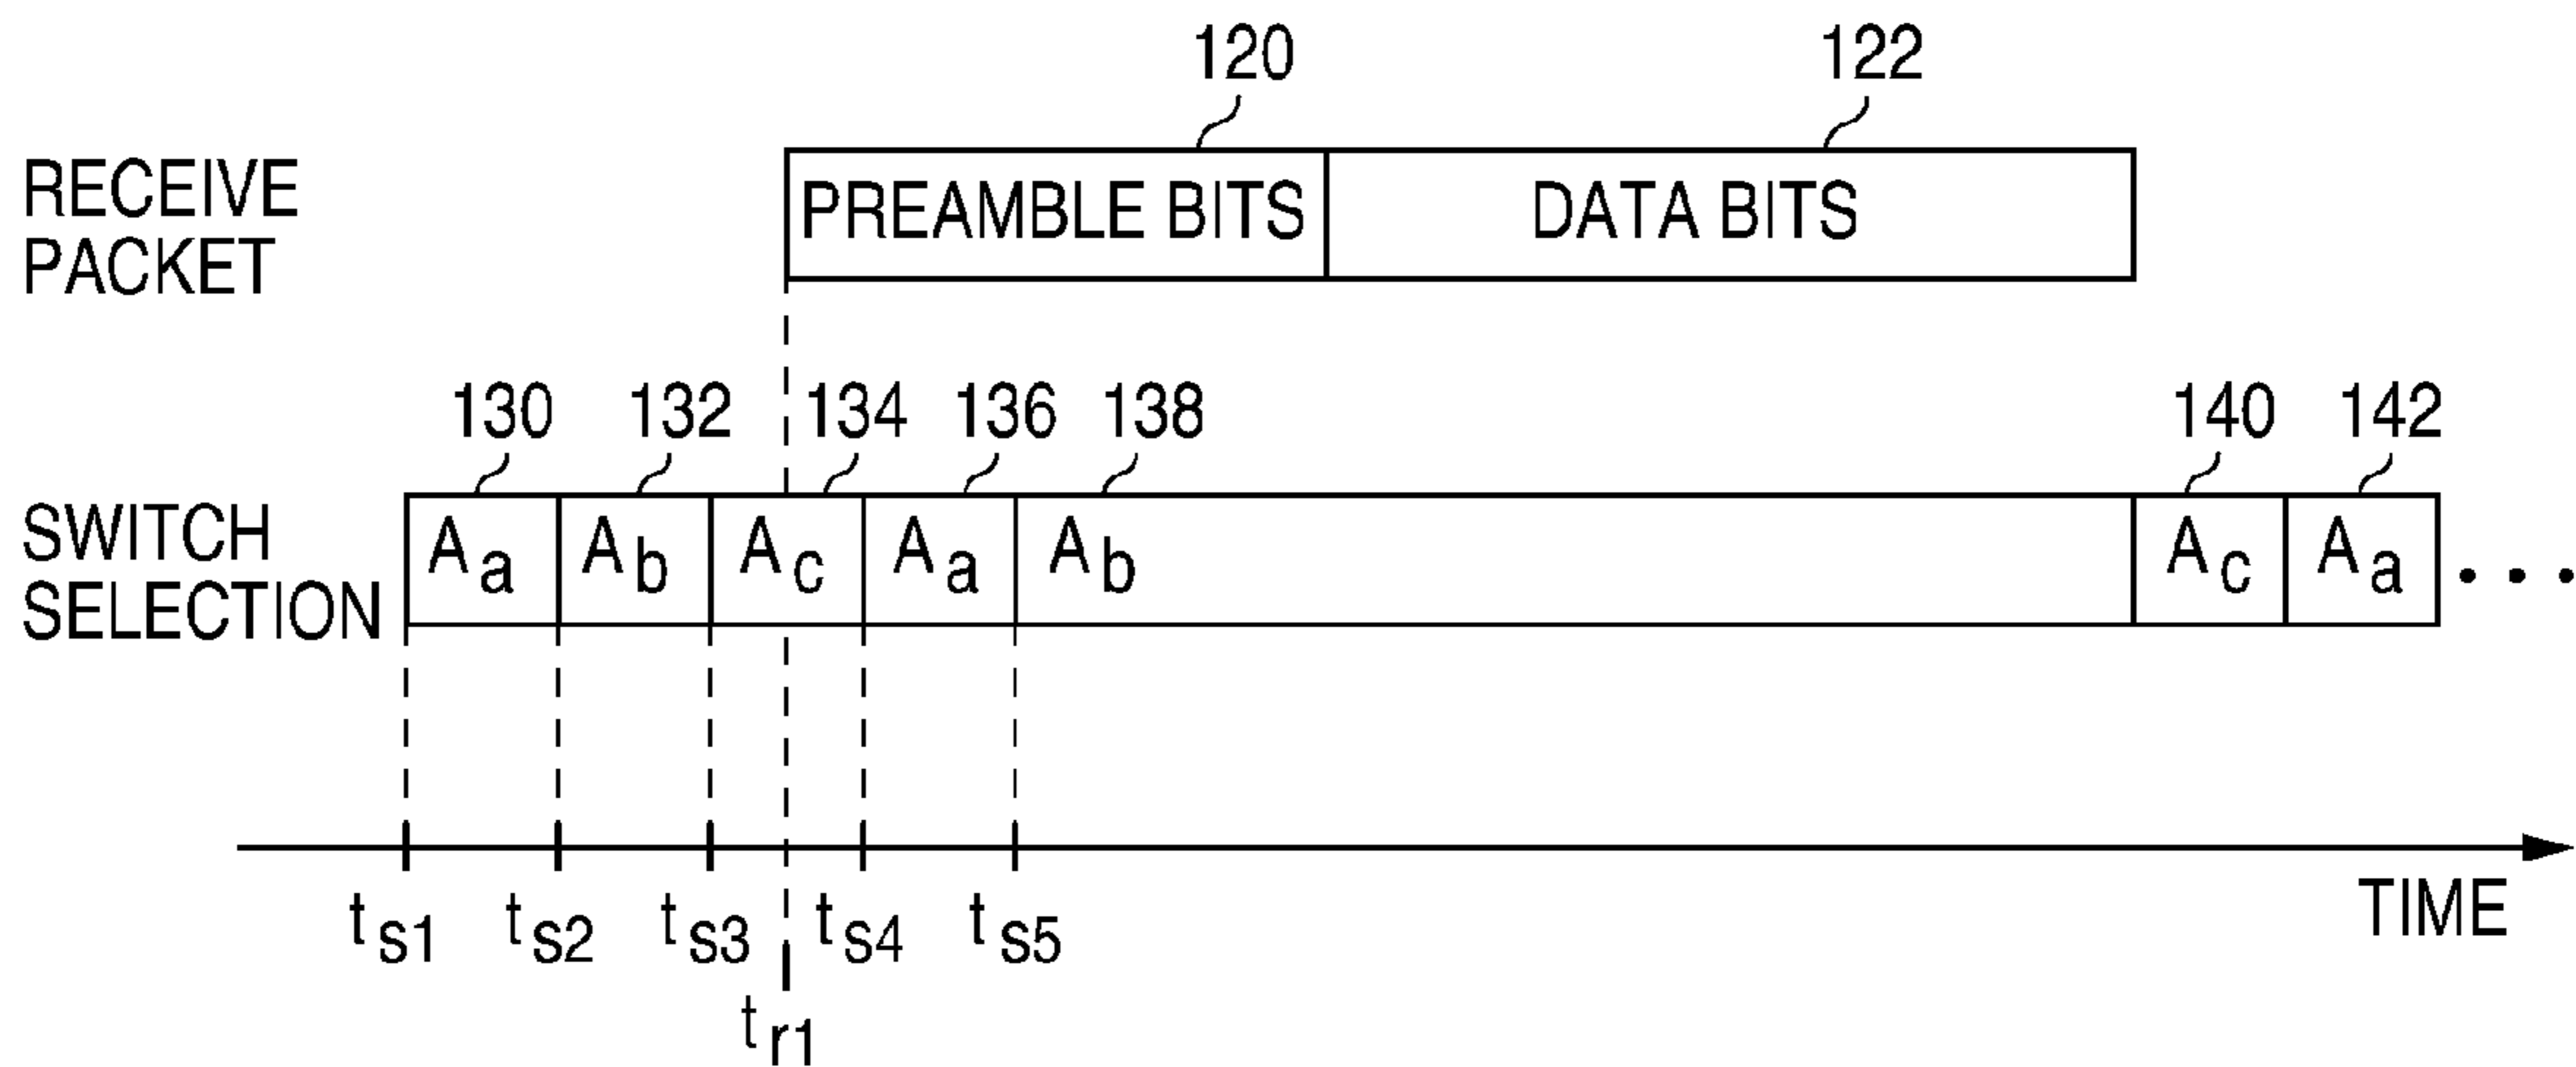 120 122
RECEIVE
PACKET
PREAMBLE BITS DATA BITS
130 132 134 136 138 140 142
SWITCH
SELECTION
Aa Ab Ac Aa Ab Ac Aa ...
ts1 ts2 ts3 ts4 ts5
TIME
tr1